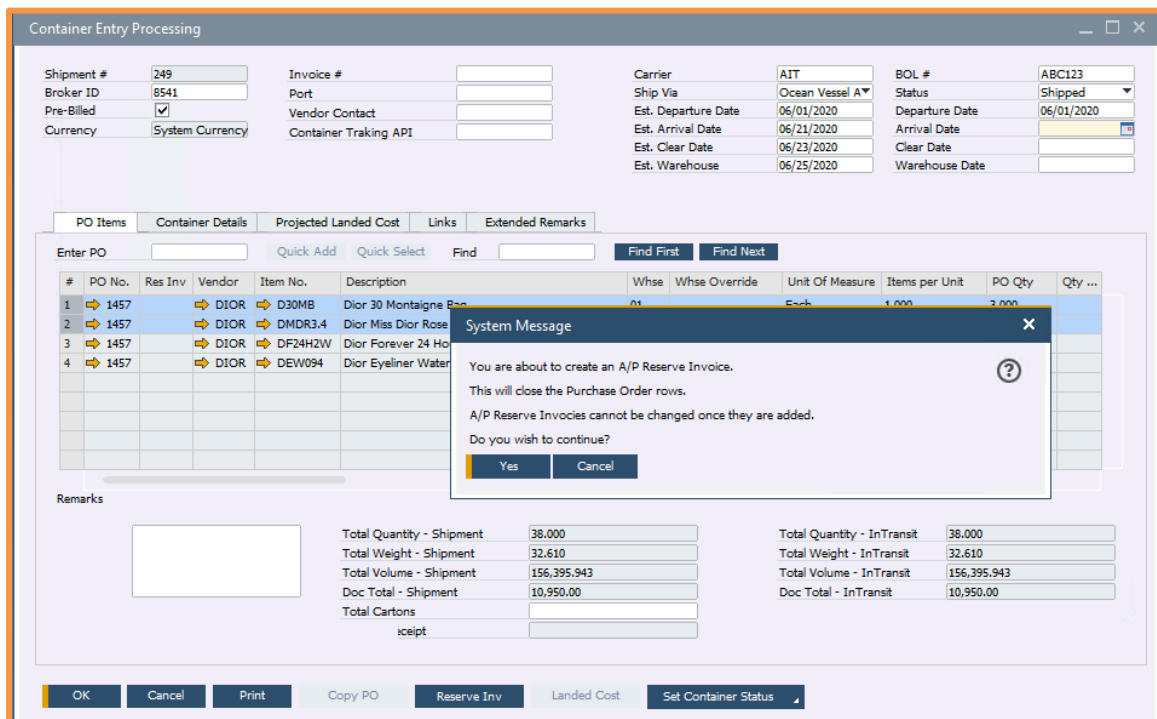 Container Entry Processing
Shipment # 249 Invoice # Carrier AIT BOL # ABC123
Broker ID 8541 Port Ship Via Ocean Vessel A Status Shipped
Pre-Billed Vendor Contact Est. Departure Date 06/01/2020 Departure Date 06/01/2020
Currency System Currency Container Traking API Est. Arrival Date 06/21/2020 Arrival Date
Est. Clear Date 06/23/2020 Clear Date
Est. Warehouse 06/25/2020 Warehouse Date
PO Items Container Details Projected Landed Cost Links Extended Remarks
Enter PO Quick Add Quick Select Find Find First Find Next
# PO No. Res Inv Vendor Item No. Description Whse Whse Override Unit Of Measure Items per Unit PO Qty Qty ...
1 1457 DIOR D30MB Dior 30 Montaigne Bag 01 Each 1.000 3.000
2 1457 DIOR DMDR3.4 Dior Miss Dior Rose
3 1457 DIOR DF24H2W Dior Forever 24 Ho
4 1457 DIOR DEW094 Dior Eyeliner Water
System Message
You are about to create an A/P Reserve Invoice.
This will close the Purchase Order rows.
A/P Reserve Invocies cannot be changed once they are added.
Do you wish to continue?
Yes Cancel
Remarks
Total Quantity - Shipment 38.000 Total Quantity - InTransit 38.000
Total Weight - Shipment 32.610 Total Weight - InTransit 32.610
Total Volume - Shipment 156,395.943 Total Volume - InTransit 156,395.943
Doc Total - Shipment 10,950.00 Doc Total - InTransit 10,950.00
Total Cartons
eceipt
OK Cancel Print Copy PO Reserve Inv Landed Cost Set Container Status